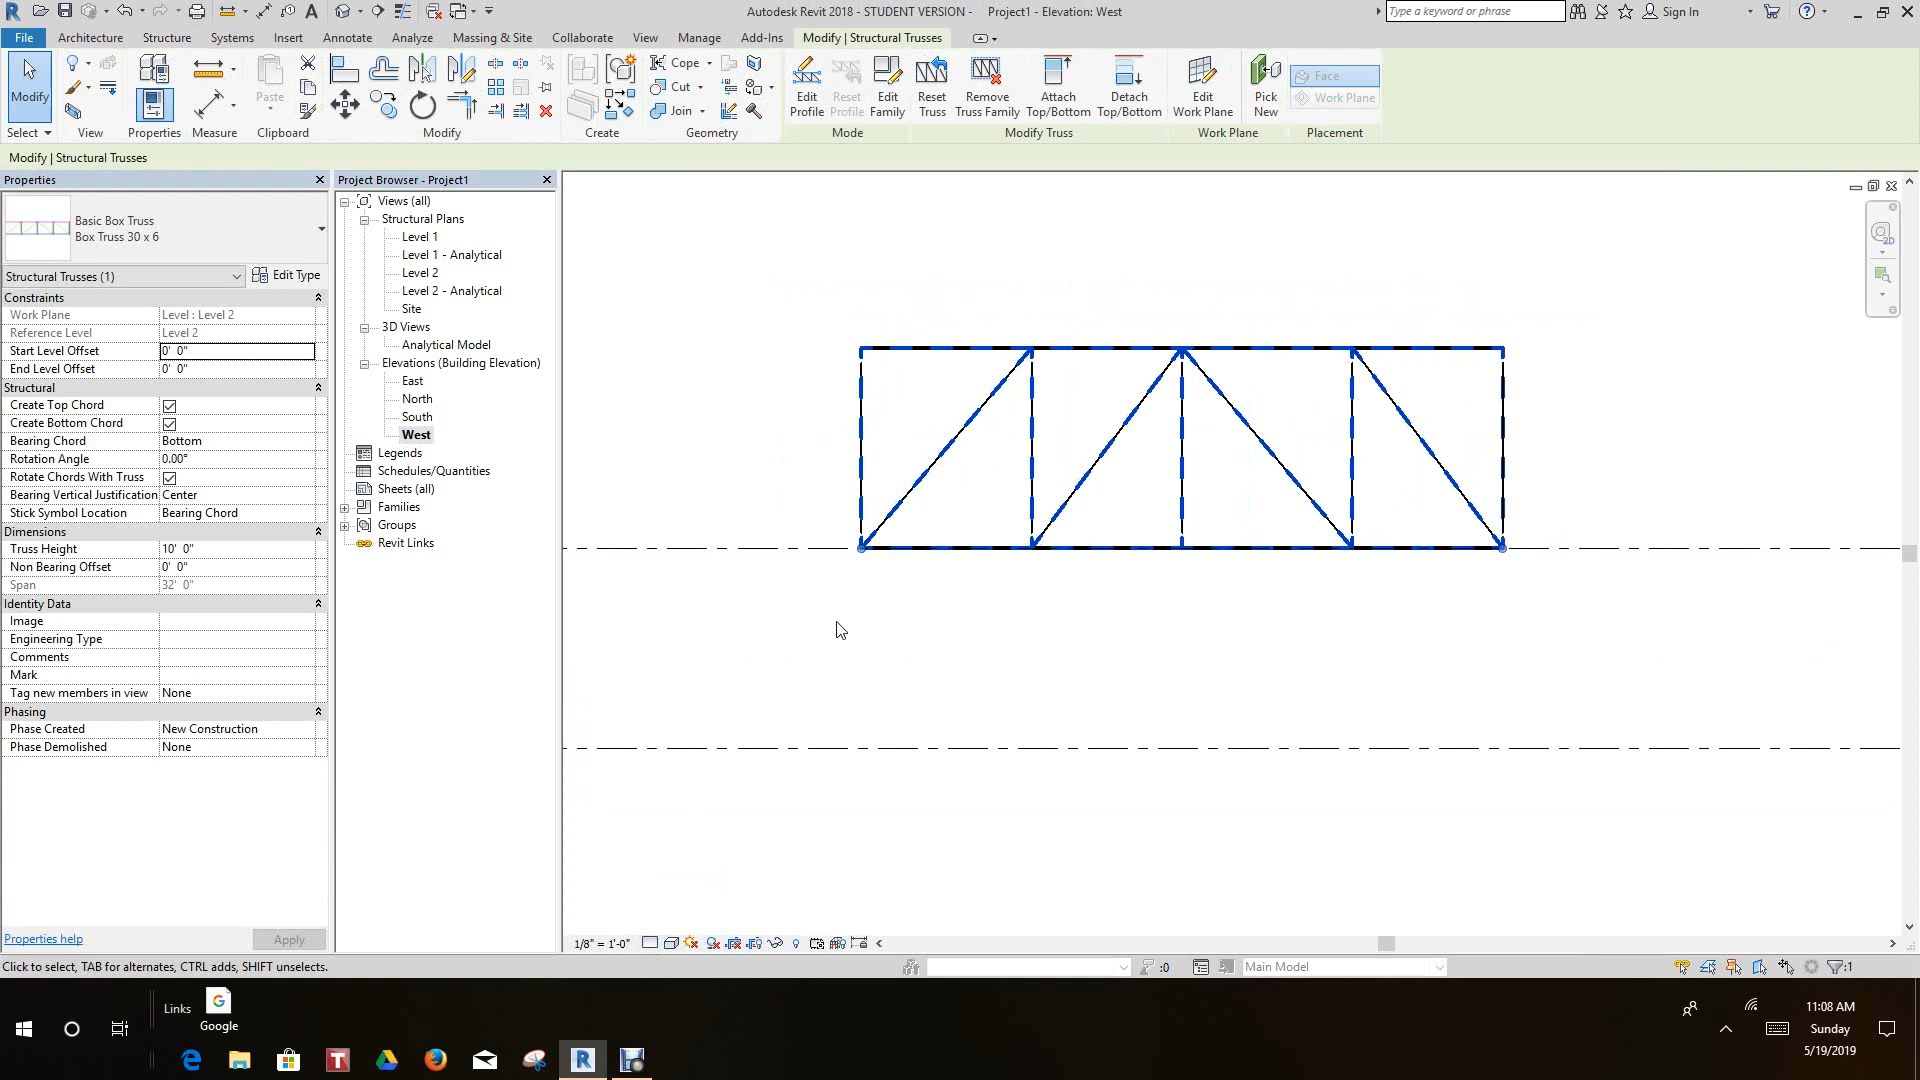 Autodesk Revit 2018 - STUDENT VERSION - Project1 - Elevation: West
Type a keyword or phrase
Sign In
File Architecture Structure Systems Insert Annotate Analyze Massing & Site Collaborate View Manage Add-Ins Modify | Structural Trusses
Modify
Paste
Cope
Cut
Join
Edit Profile
Reset Profile
Edit Family
Reset Truss
Remove Truss Family
Attach Top/Bottom
Detach Top/Bottom
Edit Work Plane
Pick New
Face
Work Plane
Select View Properties Measure Clipboard Modify Create Geometry Mode Modify Truss Work Plane Placement
Modify | Structural Trusses
Properties
Basic Box Truss
Box Truss 30 x 6
Structural Trusses (1) Edit Type
Constraints
Work Plane Level : Level 2
Reference Level Level 2
Start Level Offset 0' 0"
End Level Offset 0' 0"
Structural
Create Top Chord
Create Bottom Chord
Bearing Chord Bottom
Rotation Angle 0.00°
Rotate Chords With Truss
Bearing Vertical Justification Center
Stick Symbol Location Bearing Chord
Dimensions
Truss Height 10' 0"
Non Bearing Offset 0' 0"
Span 32' 0"
Identity Data
Image
Engineering Type
Comments
Mark
Tag new members in view None
Phasing
Phase Created New Construction
Phase Demolished None
Properties help Apply
Project Browser - Project1
Views (all)
Structural Plans
Level 1
Level 1 - Analytical
Level 2
Level 2 - Analytical
Site
3D Views
Analytical Model
Elevations (Building Elevation)
East
North
South
West
Legends
Schedules/Quantities
Sheets (all)
Families
Groups
Revit Links
2D
1/8" = 1'-0"
Click to select, TAB for alternates, CTRL adds, SHIFT unselects.
:0
Main Model
:1
Links
Google
11:08 AM
Sunday
5/19/2019